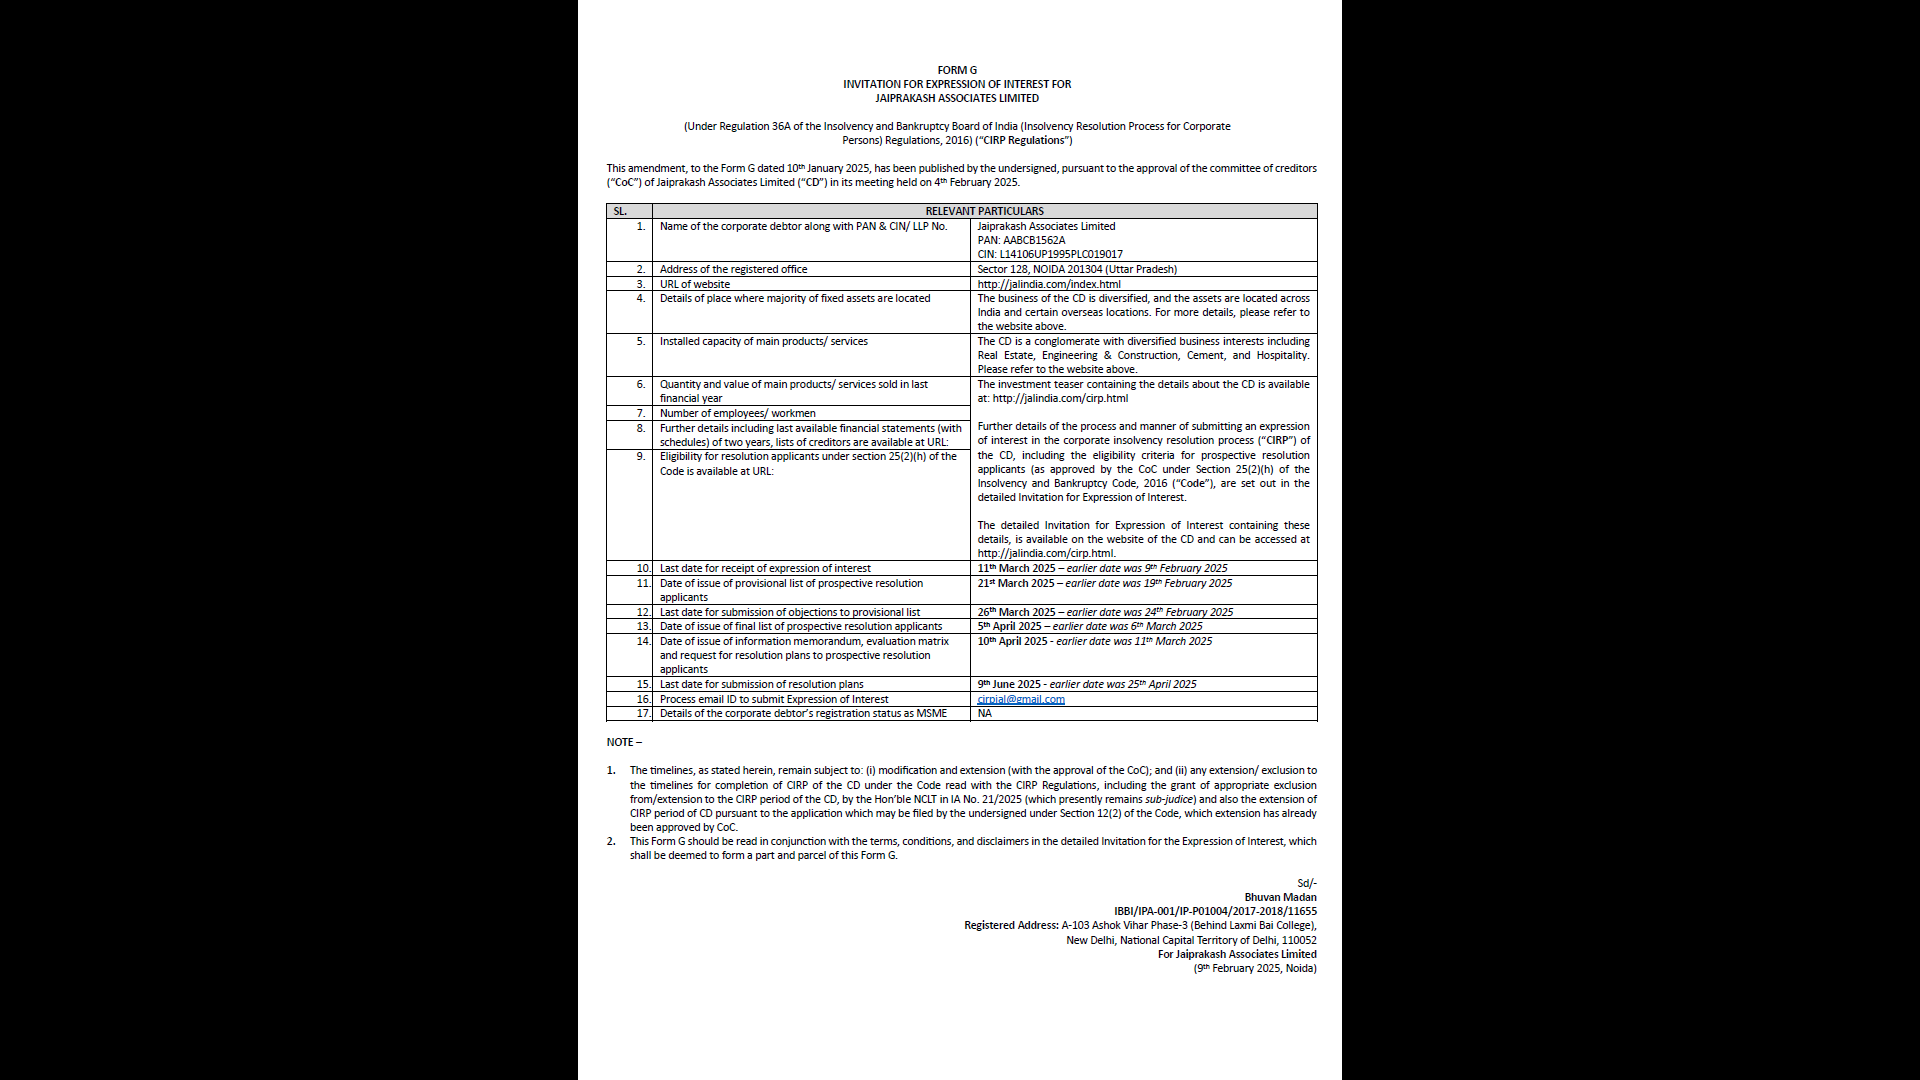 FORM G
INVITATION FOR EXPRESSION OF INTEREST FOR
JAIPRAKASH ASSOCIATES LIMITED
(Under Regulation 36A of the Insolvency and Bankruptcy Board of India (Insolvency Resolution Process for Corporate
Persons) Regulations, 2016) (“CIRP Regulations”)
This amendment, to the Form G dated 10th January 2025, has been published by the undersigned, pursuant to the approval of the committee of creditors
(“CoC”) of Jaiprakash Associates Limited (“CD”) in its meeting held on 4th February 2025.
SL. RELEVANT PARTICULARS
1. Name of the corporate debtor along with PAN & CIN/ LLP No. Jaiprakash Associates Limited
PAN: AABCB1562A
CIN: L14106UP1995PLC019017
2. Address of the registered office Sector 128, NOIDA 201304 (Uttar Pradesh)
3. URL of website http://jalindia.com/index.html
4. Details of place where majority of fixed assets are located The business of the CD is diversified, and the assets are located across
India and certain overseas locations. For more details, please refer to
the website above.
5. Installed capacity of main products/ services The CD is a conglomerate with diversified business interests including
Real Estate, Engineering & Construction, Cement, and Hospitality.
Please refer to the website above.
6. Quantity and value of main products/ services sold in last
financial year
7. Number of employees/ workmen
8. Further details including last available financial statements (with
schedules) of two years, lists of creditors are available at URL:
9. Eligibility for resolution applicants under section 25(2)(h) of the
Code is available at URL:
The investment teaser containing the details about the CD is available
at: http://jalindia.com/cirp.html
Further details of the process and manner of submitting an expression
of interest in the corporate insolvency resolution process (“CIRP”) of
the CD, including the eligibility criteria for prospective resolution
applicants (as approved by the CoC under Section 25(2)(h) of the
Insolvency and Bankruptcy Code, 2016 (“Code”), are set out in the
detailed Invitation for Expression of Interest.
The detailed Invitation for Expression of Interest containing these
details, is available on the website of the CD and can be accessed at
http://jalindia.com/cirp.html.
10. Last date for receipt of expression of interest 11th March 2025 – earlier date was 9th February 2025
11. Date of issue of provisional list of prospective resolution
applicants
21st March 2025 – earlier date was 19th February 2025
12. Last date for submission of objections to provisional list 26th March 2025 – earlier date was 24th February 2025
13. Date of issue of final list of prospective resolution applicants 5th April 2025 – earlier date was 6th March 2025
14. Date of issue of information memorandum, evaluation matrix
and request for resolution plans to prospective resolution
applicants
10th April 2025 - earlier date was 11th March 2025
15. Last date for submission of resolution plans 9th June 2025 - earlier date was 25th April 2025
16. Process email ID to submit Expression of Interest cirpjal@gmail.com
17. Details of the corporate debtor’s registration status as MSME NA
NOTE –
1. The timelines, as stated herein, remain subject to: (i) modification and extension (with the approval of the CoC); and (ii) any extension/ exclusion to
the timelines for completion of CIRP of the CD under the Code read with the CIRP Regulations, including the grant of appropriate exclusion
from/extension to the CIRP period of the CD, by the Hon’ble NCLT in IA No. 21/2025 (which presently remains sub-judice) and also the extension of
CIRP period of CD pursuant to the application which may be filed by the undersigned under Section 12(2) of the Code, which extension has already
been approved by CoC.
2. This Form G should be read in conjunction with the terms, conditions, and disclaimers in the detailed Invitation for the Expression of Interest, which
shall be deemed to form a part and parcel of this Form G.
Sd/-
Bhuvan Madan
IBBI/IPA-001/IP-P01004/2017-2018/11655
Registered Address: A-103 Ashok Vihar Phase-3 (Behind Laxmi Bai College),
New Delhi, National Capital Territory of Delhi, 110052
For Jaiprakash Associates Limited
(9th February 2025, Noida)